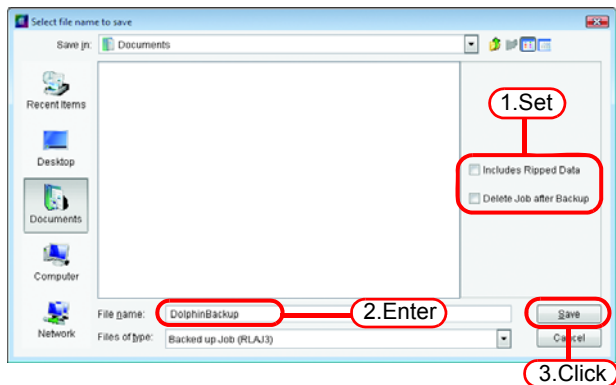 Select file name to save
Save in: Documents
1.Set
Recent Items
Desktop
Includes Ripped Data
Delete Job after Backup
Documents
Computer
File name: DolphinBackup 2.Enter Save
Network
Files of type: Backed up Job (RLAJ3) Cancel
3.Click